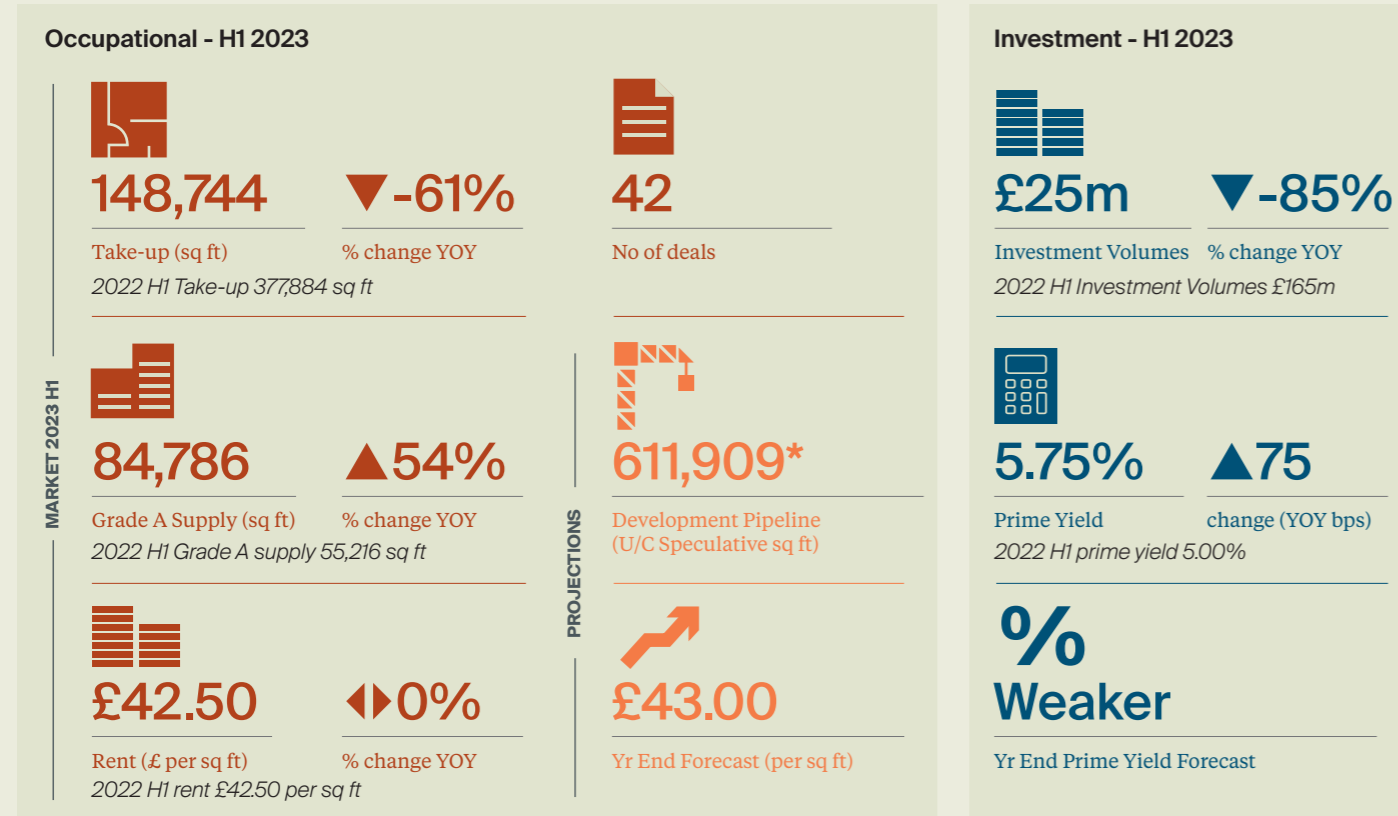 Occupational - H1 2023
MARKET 2023 H1
148,744
▼-61%
Take-up (sq ft)
% change YOY
2022 H1 Take-up 377,884 sq ft
42
No of deals
84,786
▲54%
Grade A Supply (sq ft)
% change YOY
2022 H1 Grade A supply 55,216 sq ft
£42.50
0%
Rent (£ per sq ft)
% change YOY
2022 H1 rent £42.50 per sq ft
PROJECTIONS
611,909*
Development Pipeline
(U/C Speculative sq ft)
£43.00
Yr End Forecast (per sq ft)
Investment - H1 2023
£25m
▼-85%
Investment Volumes
% change YOY
2022 H1 Investment Volumes £165m
5.75%
▲75
Prime Yield
change (YOY bps)
2022 H1 prime yield 5.00%
%
Weaker
Yr End Prime Yield Forecast